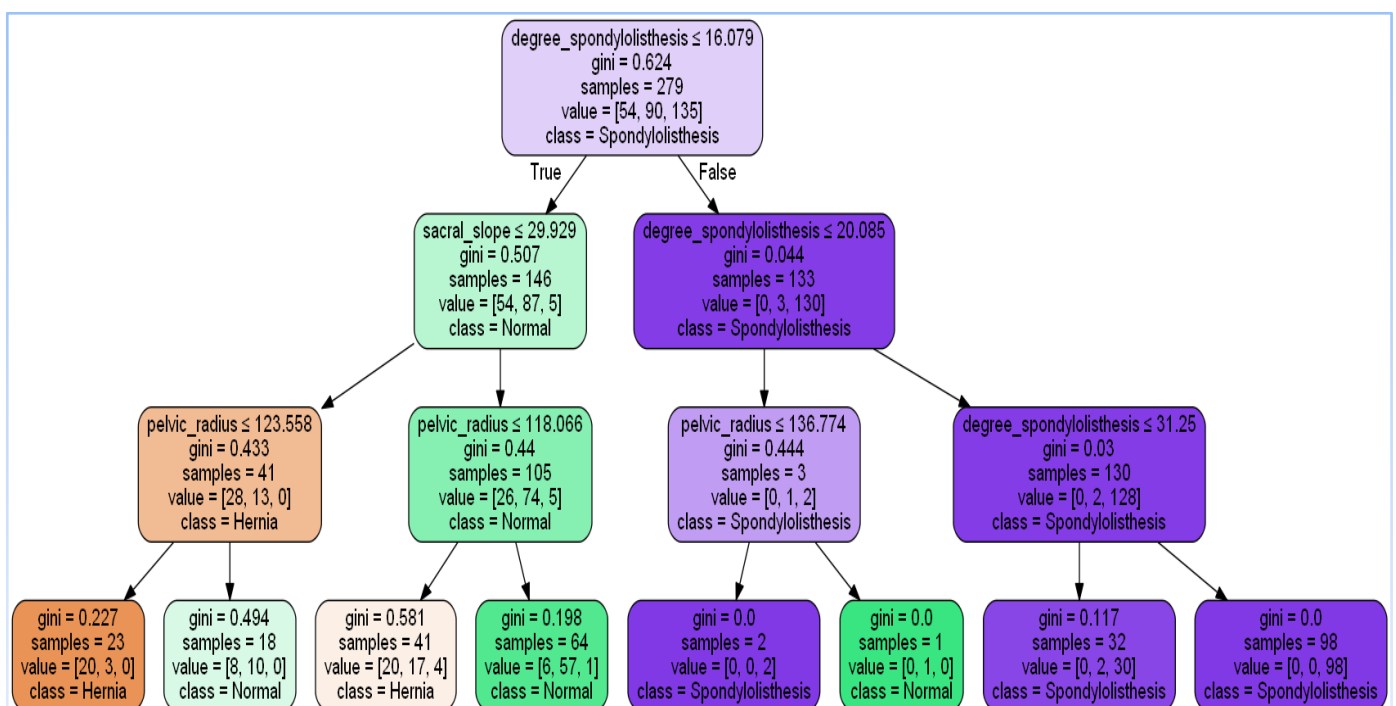 degree_spondylolisthesis ≤ 16.079
gini = 0.624
samples = 279
value = [54, 90, 135]
class = Spondylolisthesis
True
False
sacral_slope ≤ 29.929
gini = 0.507
samples = 146
value = [54, 87, 5]
class = Normal
degree_spondylolisthesis ≤ 20.085
gini = 0.044
samples = 133
value = [0, 3, 130]
class = Spondylolisthesis
pelvic_radius ≤ 123.558
gini = 0.433
samples = 41
value = [28, 13, 0]
class = Hernia
pelvic_radius ≤ 118.066
gini = 0.44
samples = 105
value = [26, 74, 5]
class = Normal
pelvic_radius ≤ 136.774
gini = 0.444
samples = 3
value = [0, 1, 2]
class = Spondylolisthesis
degree_spondylolisthesis ≤ 31.25
gini = 0.03
samples = 130
value = [0, 2, 128]
class = Spondylolisthesis
gini = 0.227
samples = 23
value = [20, 3, 0]
class = Hernia
gini = 0.494
samples = 18
value = [8, 10, 0]
class = Normal
gini = 0.581
samples = 41
value = [20, 17, 4]
class = Hernia
gini = 0.198
samples = 64
value = [6, 57, 1]
class = Normal
gini = 0.0
samples = 2
value = [0, 0, 2]
class = Spondylolisthesis
gini = 0.0
samples = 1
value = [0, 1, 0]
class = Normal
gini = 0.117
samples = 32
value = [0, 2, 30]
class = Spondylolisthesis
gini = 0.0
samples = 98
value = [0, 0, 98]
class = Spondylolisthesis